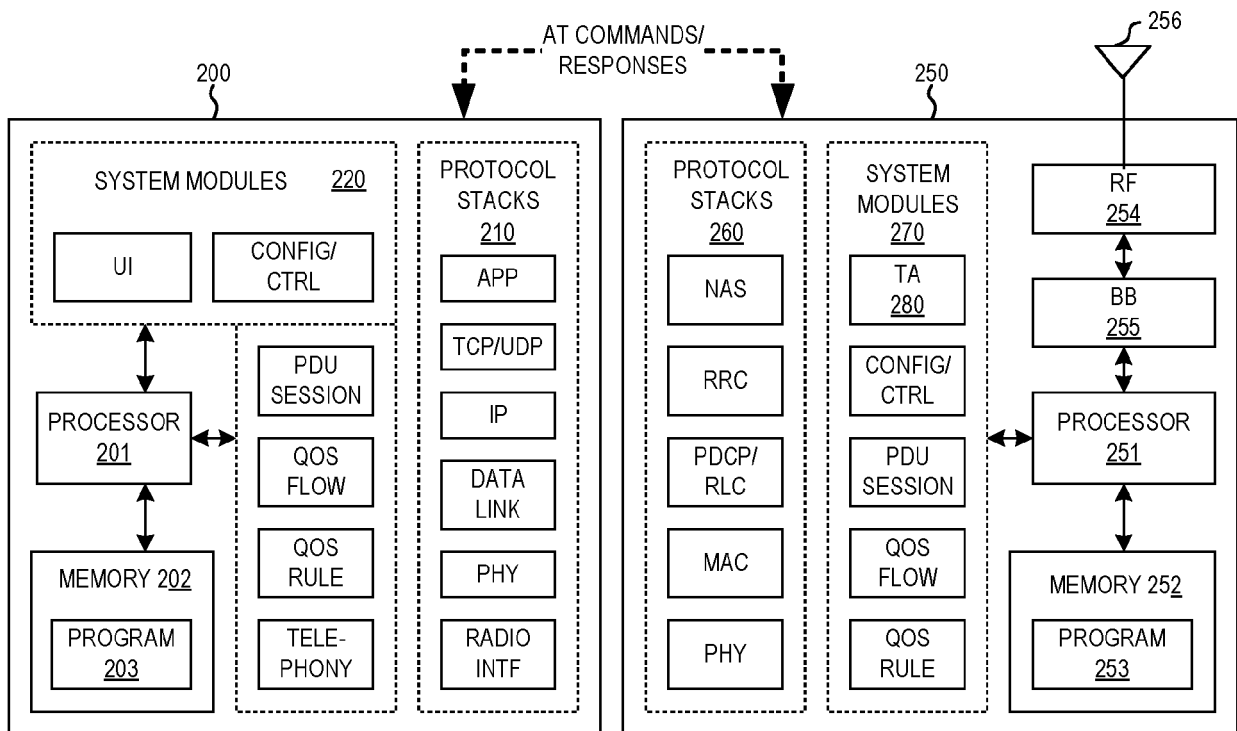 AT COMMANDS/
RESPONSES
256
200
250
SYSTEM MODULES 220
UI
CONFIG/
CTRL
PROCESSOR
201
MEMORY 202
PROGRAM
203
PDU
SESSION
QOS
FLOW
QOS
RULE
TELE-
PHONY
PROTOCOL
STACKS
210
APP
TCP/UDP
IP
DATA
LINK
PHY
RADIO
INTF
PROTOCOL
STACKS
260
NAS
RRC
PDCP/
RLC
MAC
PHY
SYSTEM
MODULES
270
TA
280
CONFIG/
CTRL
PDU
SESSION
QOS
FLOW
QOS
RULE
RF
254
BB
255
PROCESSOR
251
MEMORY 252
PROGRAM
253